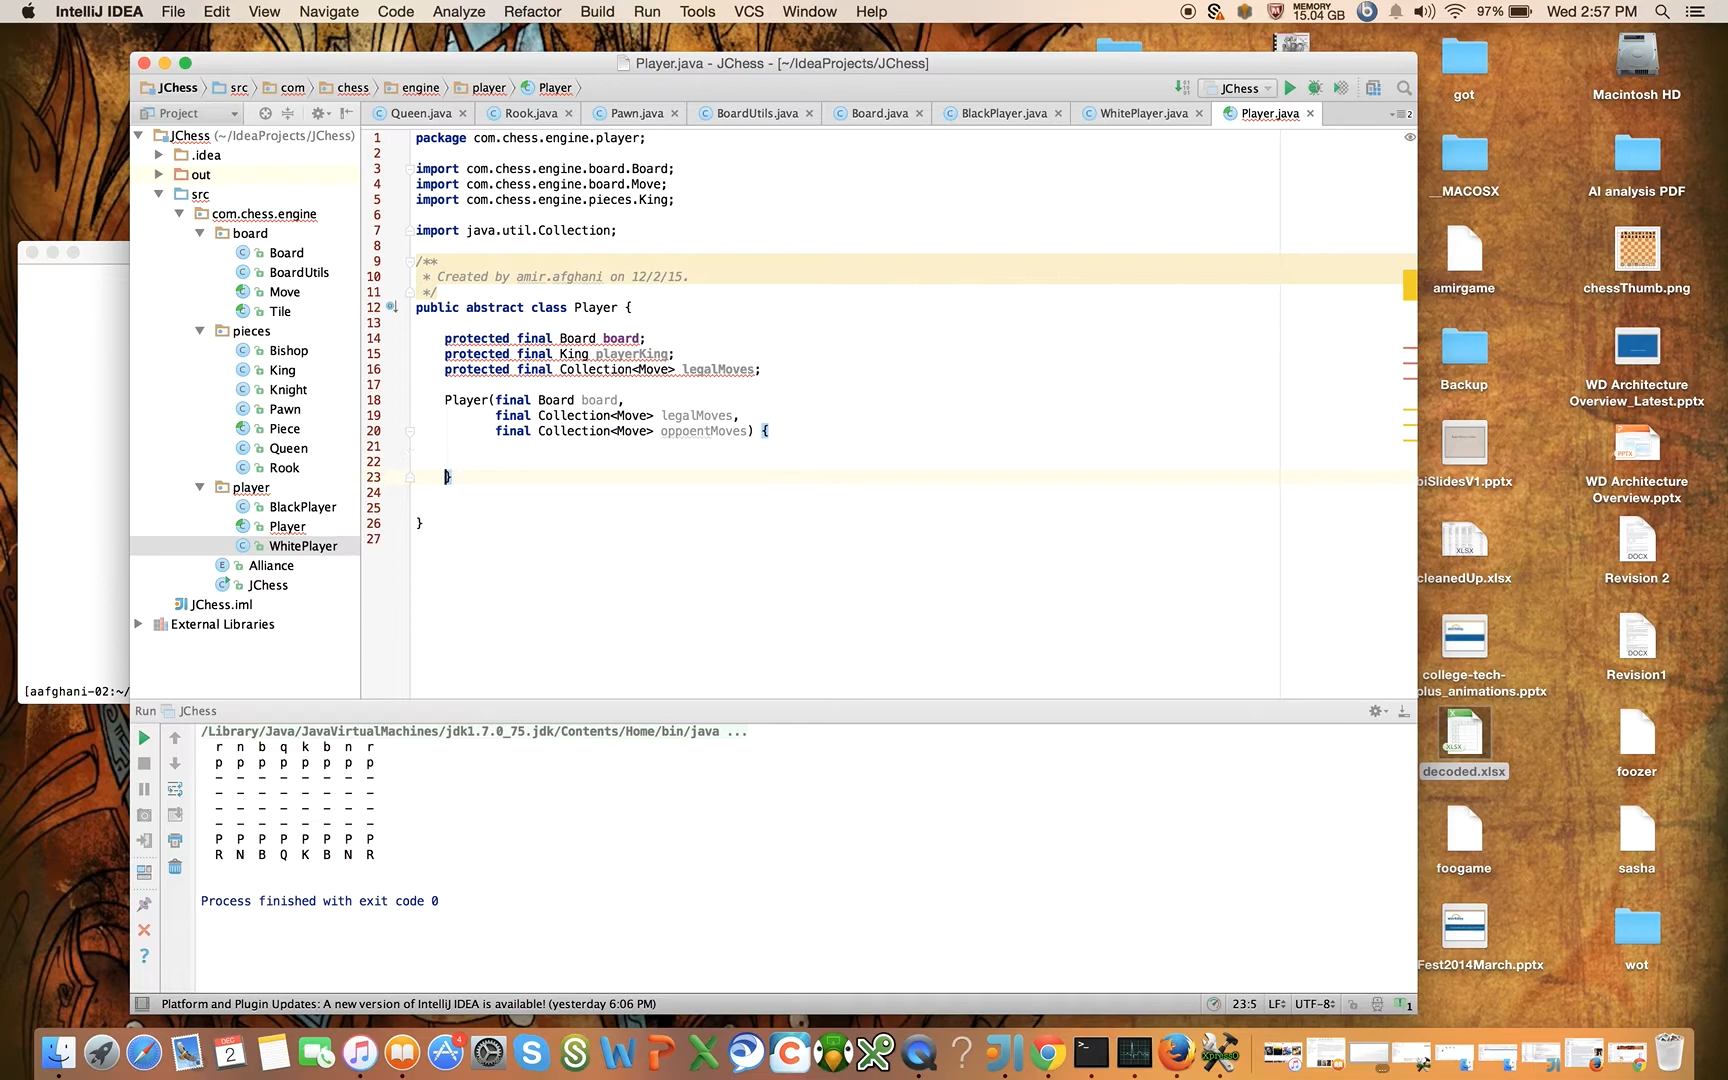 IntelliJ IDEA File Edit View Navigate Code Analyze Refactor Build Run Tools VCS Window Help MEMORY 15.04 GB 97% Wed 2:57 PM
Player.java - JChess - [~/IdeaProjects/JChess]
JChess src com chess engine player Player JChess
Project Queen.java Rook.java Pawn.java BoardUtils.java Board.java BlackPlayer.java WhitePlayer.java Player.java 2
JChess (~/IdeaProjects/JChess)
.idea
out
src
com.chess.engine
board
Board
BoardUtils
Move
Tile
pieces
Bishop
King
Knight
Pawn
Piece
Queen
Rook
player
BlackPlayer
Player
WhitePlayer
Alliance
JChess
JChess.iml
External Libraries
1 package com.chess.engine.player;
2
3 import com.chess.engine.board.Board;
4 import com.chess.engine.board.Move;
5 import com.chess.engine.pieces.King;
6
7 import java.util.Collection;
8
9 /**
10 * Created by amir.afghani on 12/2/15.
11 */
12 public abstract class Player {
13
14 protected final Board board;
15 protected final King playerKing;
16 protected final Collection<Move> legalMoves;
17
18 Player(final Board board,
19 final Collection<Move> legalMoves,
20 final Collection<Move> oppoentMoves) {
21
22
23 }
24
25
26 }
27
[aafghani-02:~/
Run JChess
/Library/Java/JavaVirtualMachines/jdk1.7.0_75.jdk/Contents/Home/bin/java ...
r n b q k b n r
p p p p p p p p
- - - - - - - -
- - - - - - - -
- - - - - - - -
- - - - - - - -
P P P P P P P P
R N B Q K B N R
Process finished with exit code 0
Platform and Plugin Updates: A new version of IntelliJ IDEA is available! (yesterday 6:06 PM) 23:5 LF UTF-8 1
got
Macintosh HD
__MACOSX
AI analysis PDF
amirgame
chessThumb.png
Backup
WD Architecture
Overview_Latest.pptx
biSlidesV1.pptx
WD Architecture
Overview.pptx
XLSX
cleanedUp.xlsx
DOCX
Revision 2
college-tech-
plus_animations.pptx
DOCX
Revision1
XLSX
decoded.xlsx
foozer
foogame
sasha
Fest2014March.pptx
wot
DEC
2
4